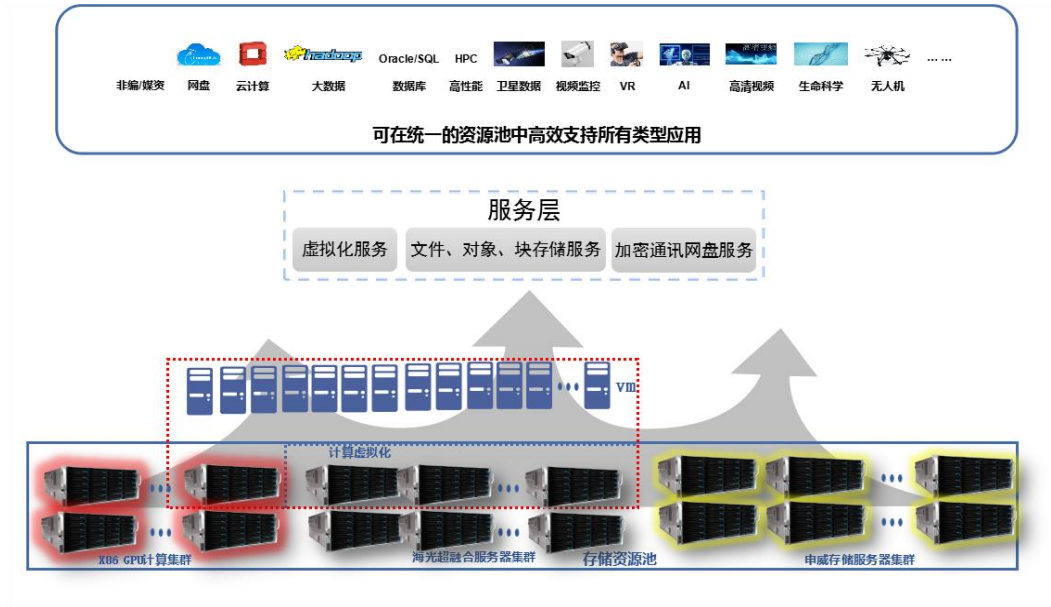 hadoop
Oracle/SQL HPC
非编/媒资 网盘 云计算 大数据 数据库 高性能 卫星数据 视频监控 VR AI 高清视频 生命科学 无人机 ... ...
可在统一的资源池中高效支持所有类型应用
服务层
虚拟化服务 文件、对象、块存储服务 加密通讯网盘服务
VM
计算虚拟化
X86 GPU计算集群 海光超融合服务器集群 存储资源池 申威存储服务器集群